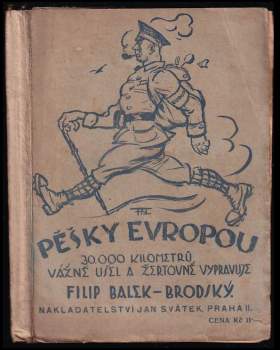 PĚŠKY EVROPOU
30.000 KILOMETRŮ
VÁŽNĚ UŠEL A ŽERTOVNĚ VYPRAVUJE
FILIP BALEK-BRODSKÝ.
NAKLADATELSTVÍ JAN SVÁTEK, PRAHA II.
CENA Kč 11-